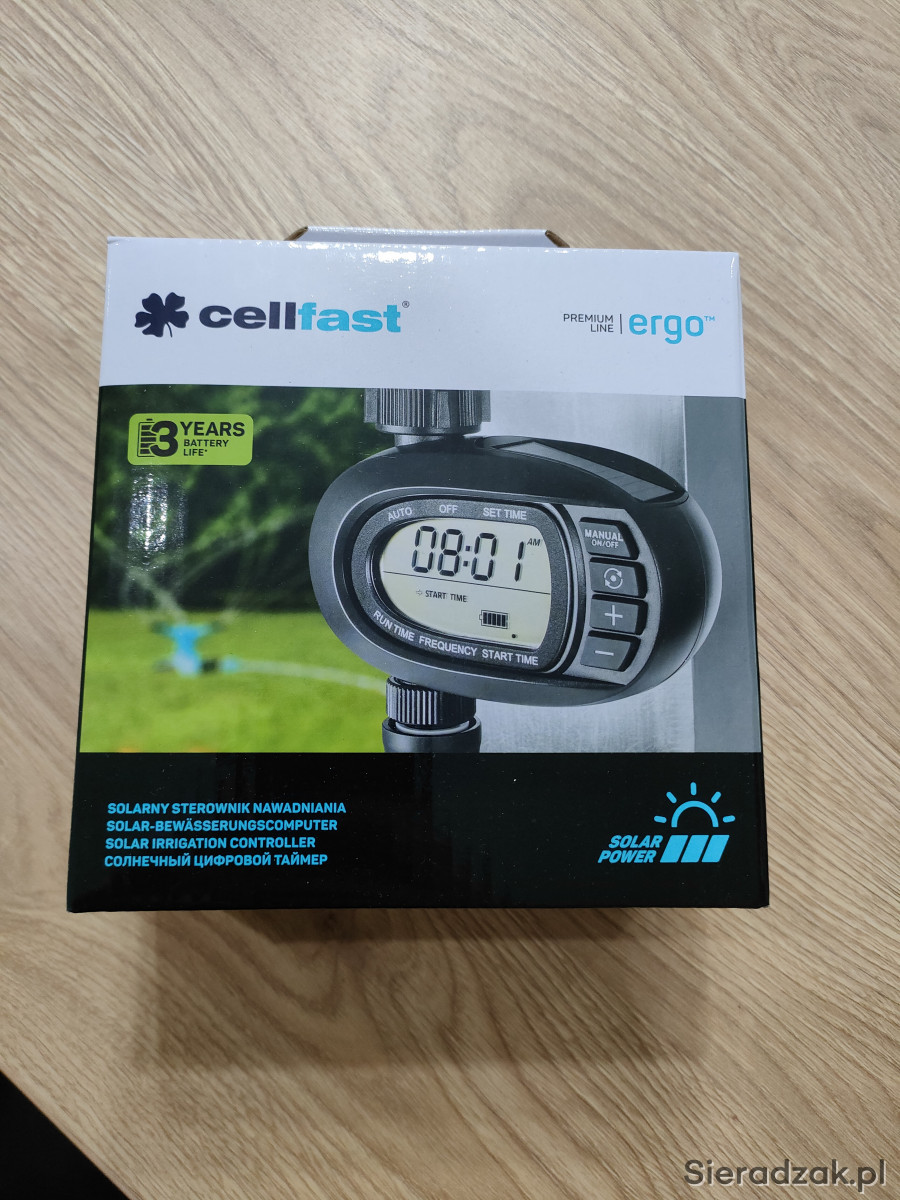 cellfast®
PREMIUM
LINE
ergo™
3 YEARS
BATTERY
LIFE*
AUTO OFF SET TIME
08:01 AM
START TIME
RUN TIME FREQUENCY START TIME
MANUAL
ON/OFF
+
−
SOLARNY STEROWNIK NAWADNIANIA
SOLAR-BEWÄSSERUNGSCOMPUTER
SOLAR IRRIGATION CONTROLLER
СОЛНЕЧНЫЙ ЦИФРОВОЙ ТАЙМЕР
SOLAR
POWER
Sieradzak.pl